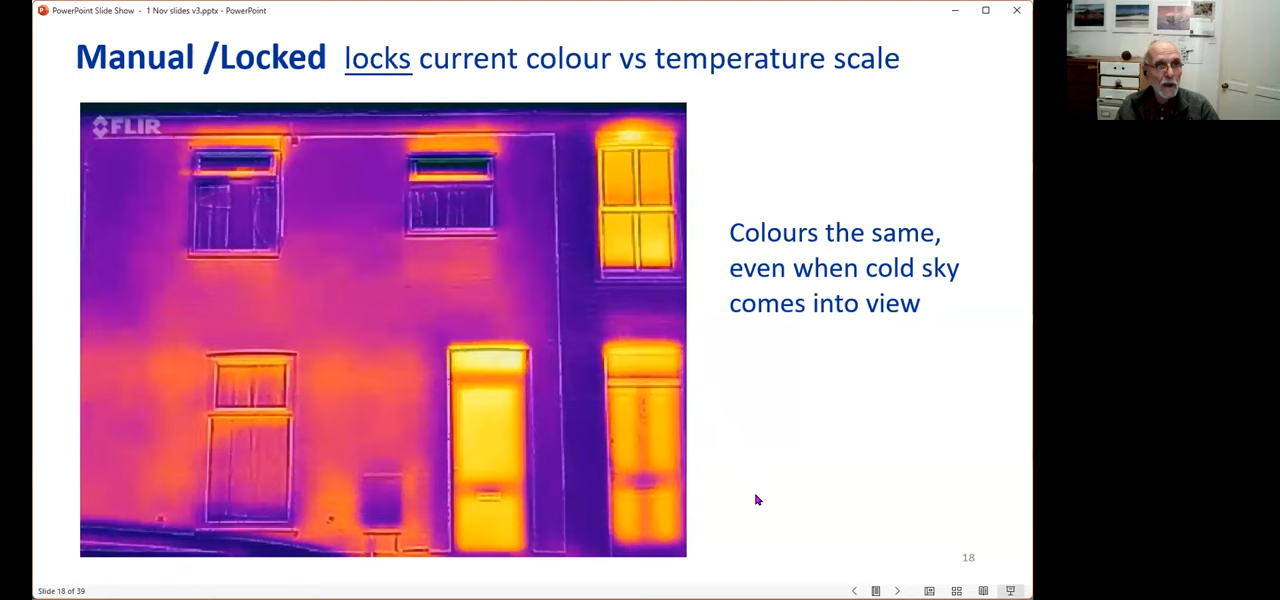 PowerPoint Slide Show - 1 Nov slides v3.pptx - PowerPoint
Manual /Locked locks current colour vs temperature scale
FLIR
Colours the same,
even when cold sky
comes into view
18
Slide 18 of 39